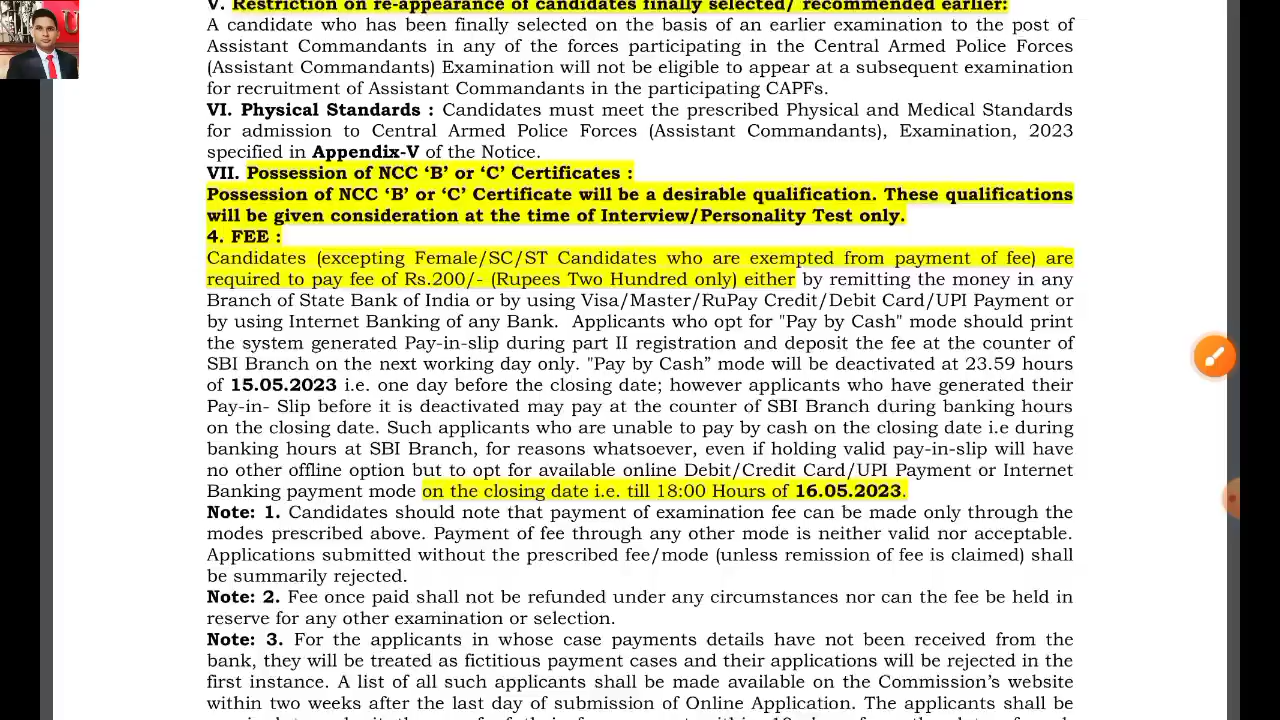 V. Restriction on re-appearance of candidates finally selected/ recommended earlier:
A candidate who has been finally selected on the basis of an earlier examination to the post of
Assistant Commandants in any of the forces participating in the Central Armed Police Forces
(Assistant Commandants) Examination will not be eligible to appear at a subsequent examination
for recruitment of Assistant Commandants in the participating CAPFs.
VI. Physical Standards : Candidates must meet the prescribed Physical and Medical Standards
for admission to Central Armed Police Forces (Assistant Commandants), Examination, 2023
specified in Appendix-V of the Notice.
VII. Possession of NCC ‘B’ or ‘C’ Certificates :
Possession of NCC ‘B’ or ‘C’ Certificate will be a desirable qualification. These qualifications
will be given consideration at the time of Interview/Personality Test only.
4. FEE :
Candidates (excepting Female/SC/ST Candidates who are exempted from payment of fee) are
required to pay fee of Rs.200/- (Rupees Two Hundred only) either by remitting the money in any
Branch of State Bank of India or by using Visa/Master/RuPay Credit/Debit Card/UPI Payment or
by using Internet Banking of any Bank. Applicants who opt for "Pay by Cash" mode should print
the system generated Pay-in-slip during part II registration and deposit the fee at the counter of
SBI Branch on the next working day only. "Pay by Cash” mode will be deactivated at 23.59 hours
of 15.05.2023 i.e. one day before the closing date; however applicants who have generated their
Pay-in- Slip before it is deactivated may pay at the counter of SBI Branch during banking hours
on the closing date. Such applicants who are unable to pay by cash on the closing date i.e during
banking hours at SBI Branch, for reasons whatsoever, even if holding valid pay-in-slip will have
no other offline option but to opt for available online Debit/Credit Card/UPI Payment or Internet
Banking payment mode on the closing date i.e. till 18:00 Hours of 16.05.2023.
Note: 1. Candidates should note that payment of examination fee can be made only through the
modes prescribed above. Payment of fee through any other mode is neither valid nor acceptable.
Applications submitted without the prescribed fee/mode (unless remission of fee is claimed) shall
be summarily rejected.
Note: 2. Fee once paid shall not be refunded under any circumstances nor can the fee be held in
reserve for any other examination or selection.
Note: 3. For the applicants in whose case payments details have not been received from the
bank, they will be treated as fictitious payment cases and their applications will be rejected in the
first instance. A list of all such applicants shall be made available on the Commission’s website
within two weeks after the last day of submission of Online Application. The applicants shall be